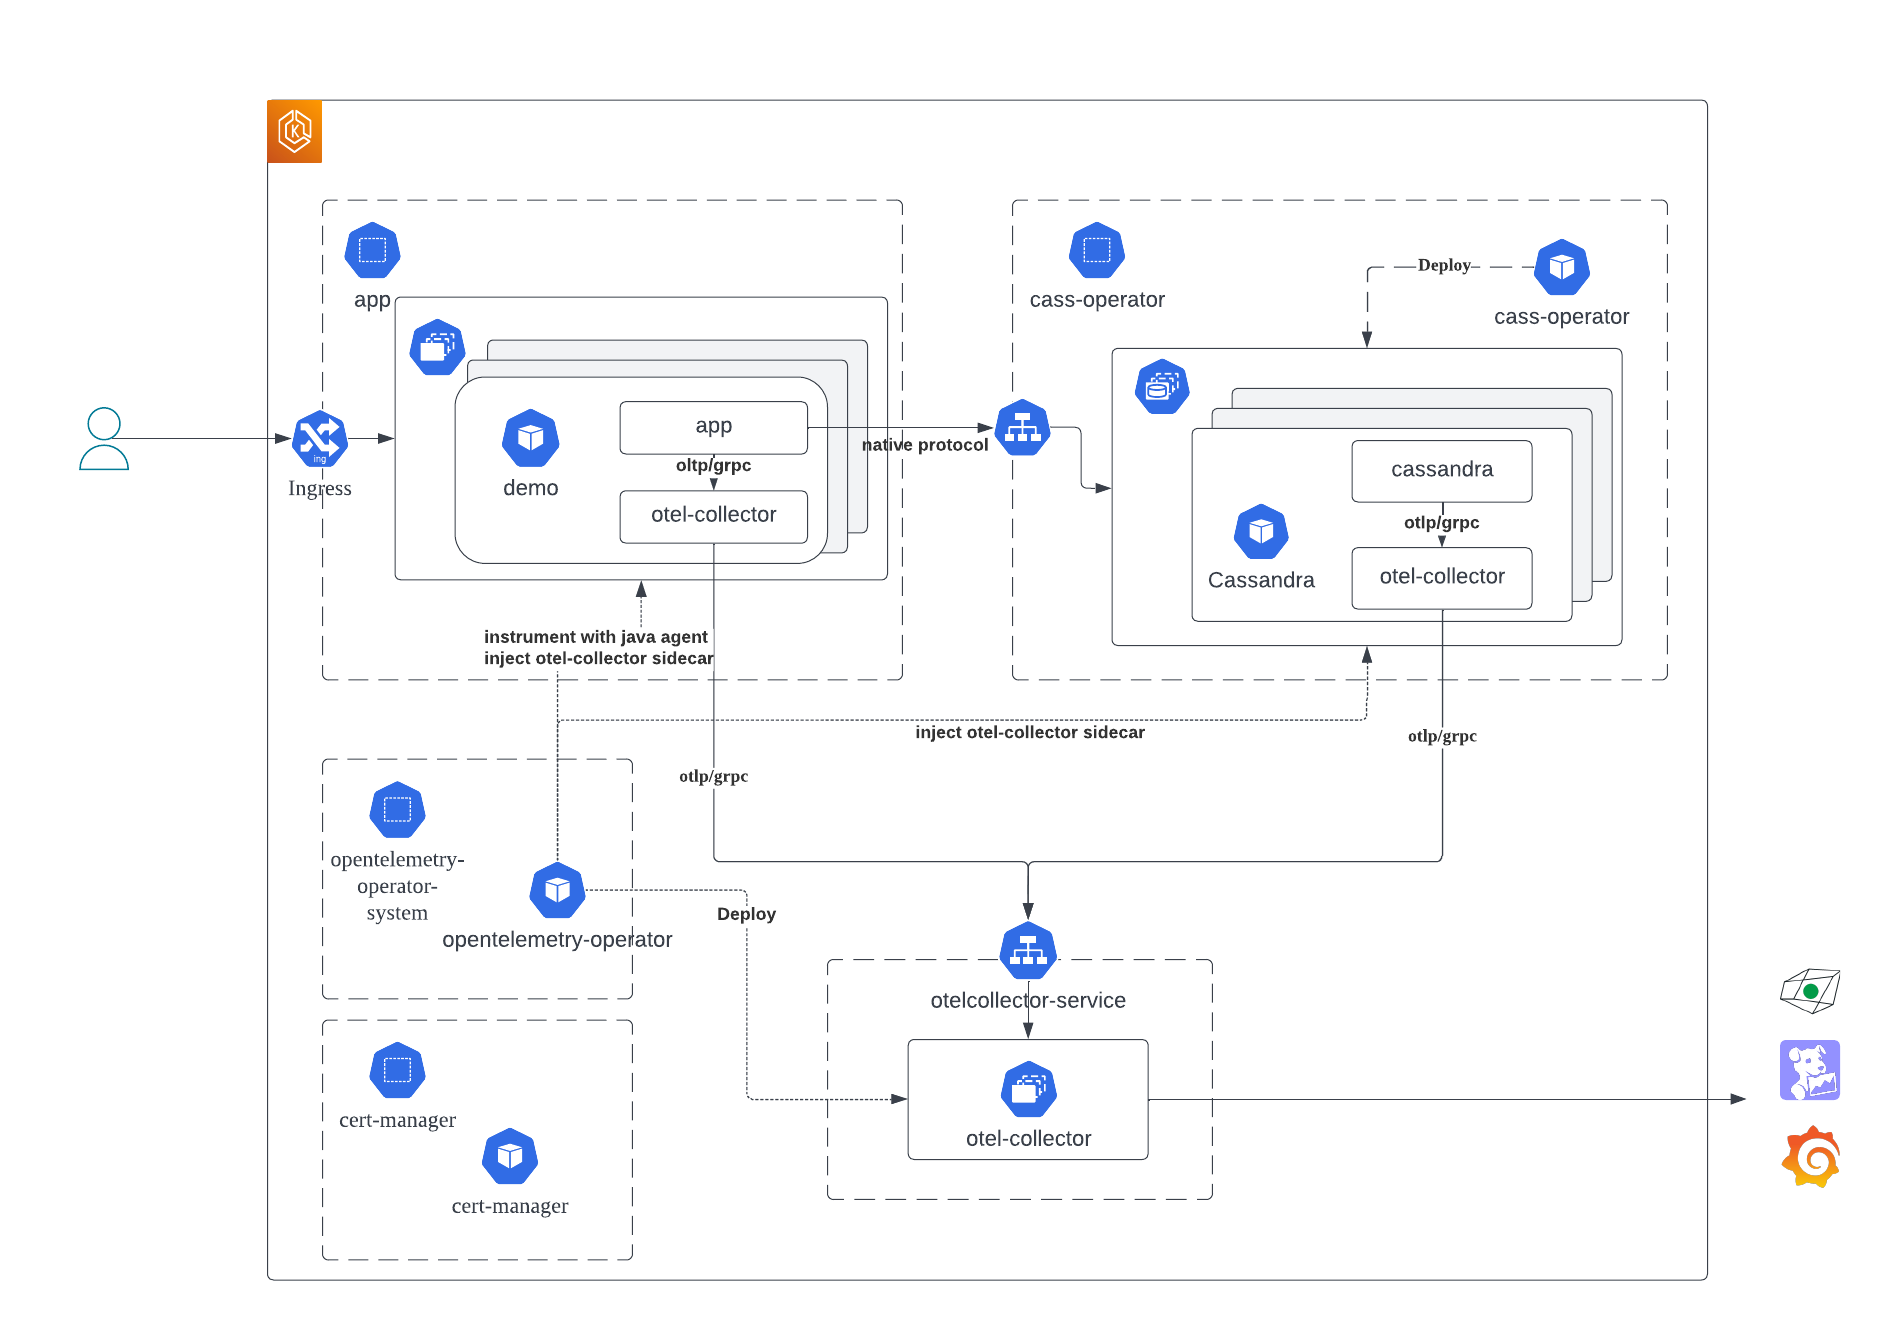 app
cass-operator
Deploy
cass-operator
ing
Ingress
demo
app
oltp/grpc
otel-collector
native protocol
cassandra
otlp/grpc
otel-collector
Cassandra
instrument with java agent
inject otel-collector sidecar
inject otel-collector sidecar
otlp/grpc
otlp/grpc
opentelemetry-
operator-
system
opentelemetry-operator
Deploy
otelcollector-service
otel-collector
cert-manager
cert-manager
K